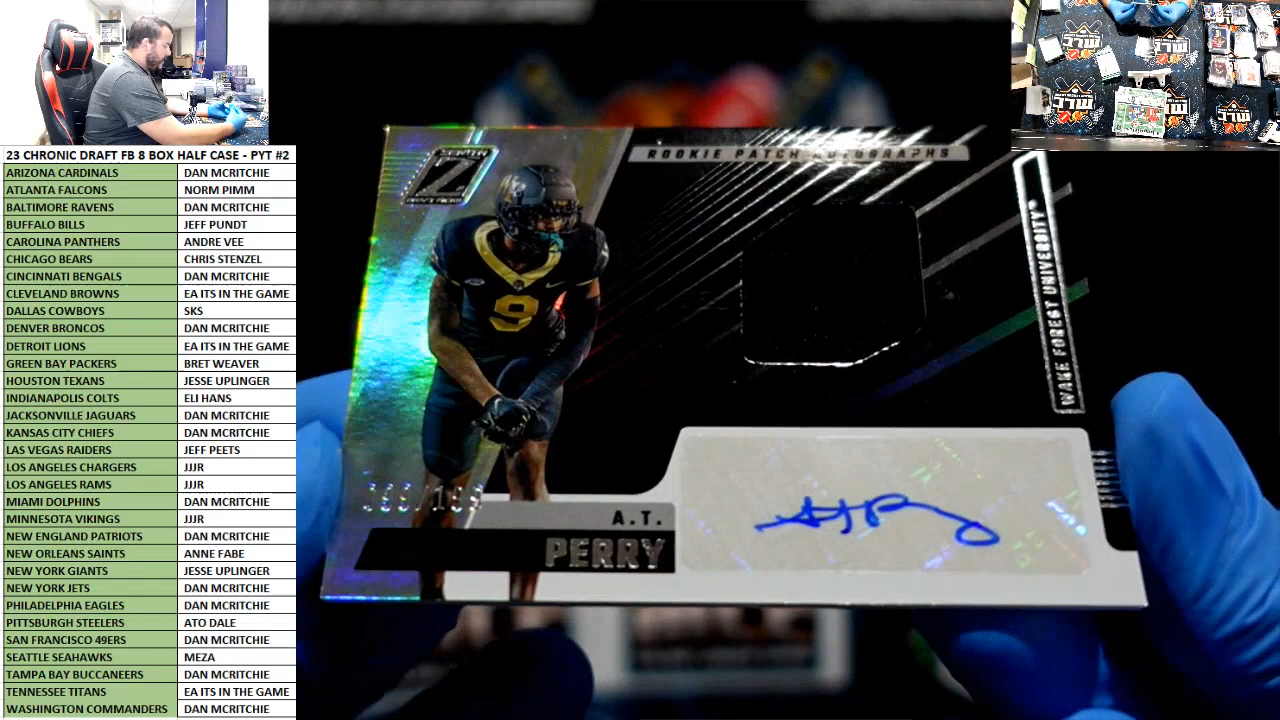 23 CHRONIC DRAFT FB 8 BOX HALF CASE - PYT #2
ARIZONA CARDINALS DAN MCRITCHIE
ATLANTA FALCONS NORM PIMM
BALTIMORE RAVENS DAN MCRITCHIE
BUFFALO BILLS JEFF PUNDT
CAROLINA PANTHERS ANDRE VEE
CHICAGO BEARS CHRIS STENZEL
CINCINNATI BENGALS DAN MCRITCHIE
CLEVELAND BROWNS EA ITS IN THE GAME
DALLAS COWBOYS SKS
DENVER BRONCOS DAN MCRITCHIE
DETROIT LIONS EA ITS IN THE GAME
GREEN BAY PACKERS BRET WEAVER
HOUSTON TEXANS JESSE UPLINGER
INDIANAPOLIS COLTS ELI HANS
JACKSONVILLE JAGUARS DAN MCRITCHIE
KANSAS CITY CHIEFS DAN MCRITCHIE
LAS VEGAS RAIDERS JEFF PEETS
LOS ANGELES CHARGERS JJJR
LOS ANGELES RAMS JJJR
MIAMI DOLPHINS DAN MCRITCHIE
MINNESOTA VIKINGS JJJR
NEW ENGLAND PATRIOTS DAN MCRITCHIE
NEW ORLEANS SAINTS ANNE FABE
NEW YORK GIANTS JESSE UPLINGER
NEW YORK JETS DAN MCRITCHIE
PHILADELPHIA EAGLES DAN MCRITCHIE
PITTSBURGH STEELERS ATO DALE
SAN FRANCISCO 49ERS DAN MCRITCHIE
SEATTLE SEAHAWKS MEZA
TAMPA BAY BUCCANEERS DAN MCRITCHIE
TENNESSEE TITANS EA ITS IN THE GAME
WASHINGTON COMMANDERS DAN MCRITCHIE
ZENITH
Z
DRAFT PICKS
ROOKIE PATCH AUTOGRAPHS
WAKE FOREST UNIVERSITY
9
A.T.
PERRY